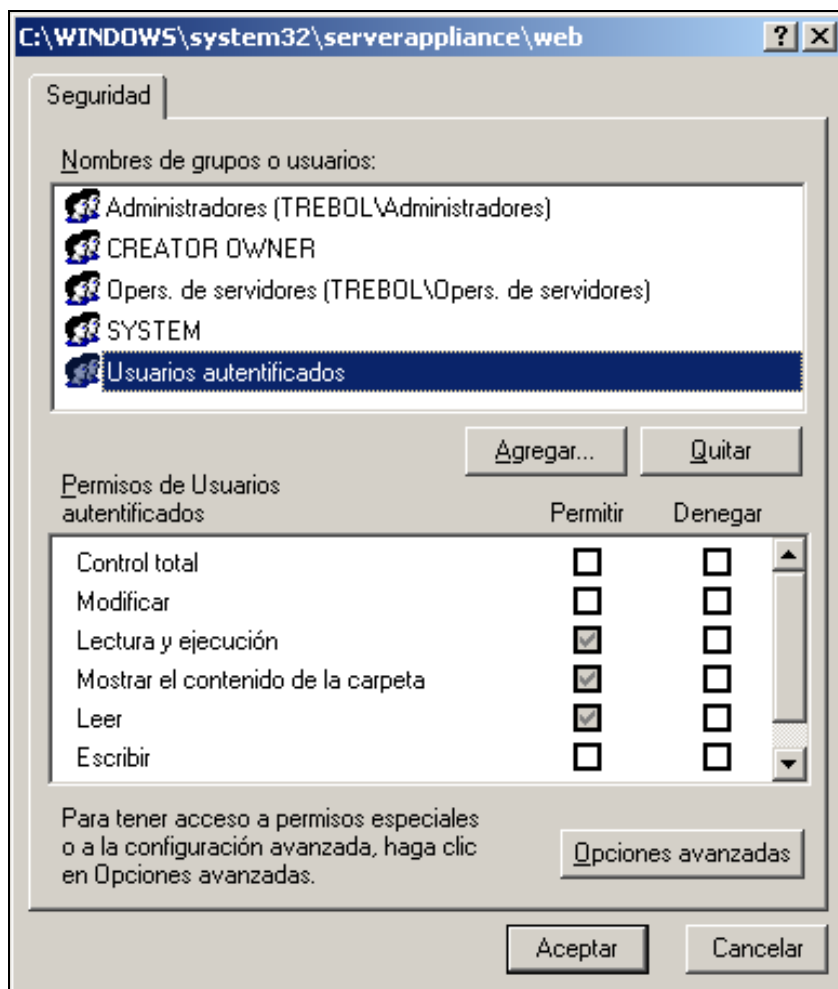 C:\WINDOWS\system32\serverappliance\web
Seguridad
Nombres de grupos o usuarios:
Administradores (TREBOL\Administradores)
CREATOR OWNER
Opers. de servidores (TREBOL\Opers. de servidores)
SYSTEM
Usuarios autentificados
Agregar... Quitar
Permisos de Usuarios
autentificados Permitir Denegar
Control total
Modificar
Lectura y ejecución
Mostrar el contenido de la carpeta
Leer
Escribir
Para tener acceso a permisos especiales
o a la configuración avanzada, haga clic
en Opciones avanzadas.
Opciones avanzadas
Aceptar Cancelar